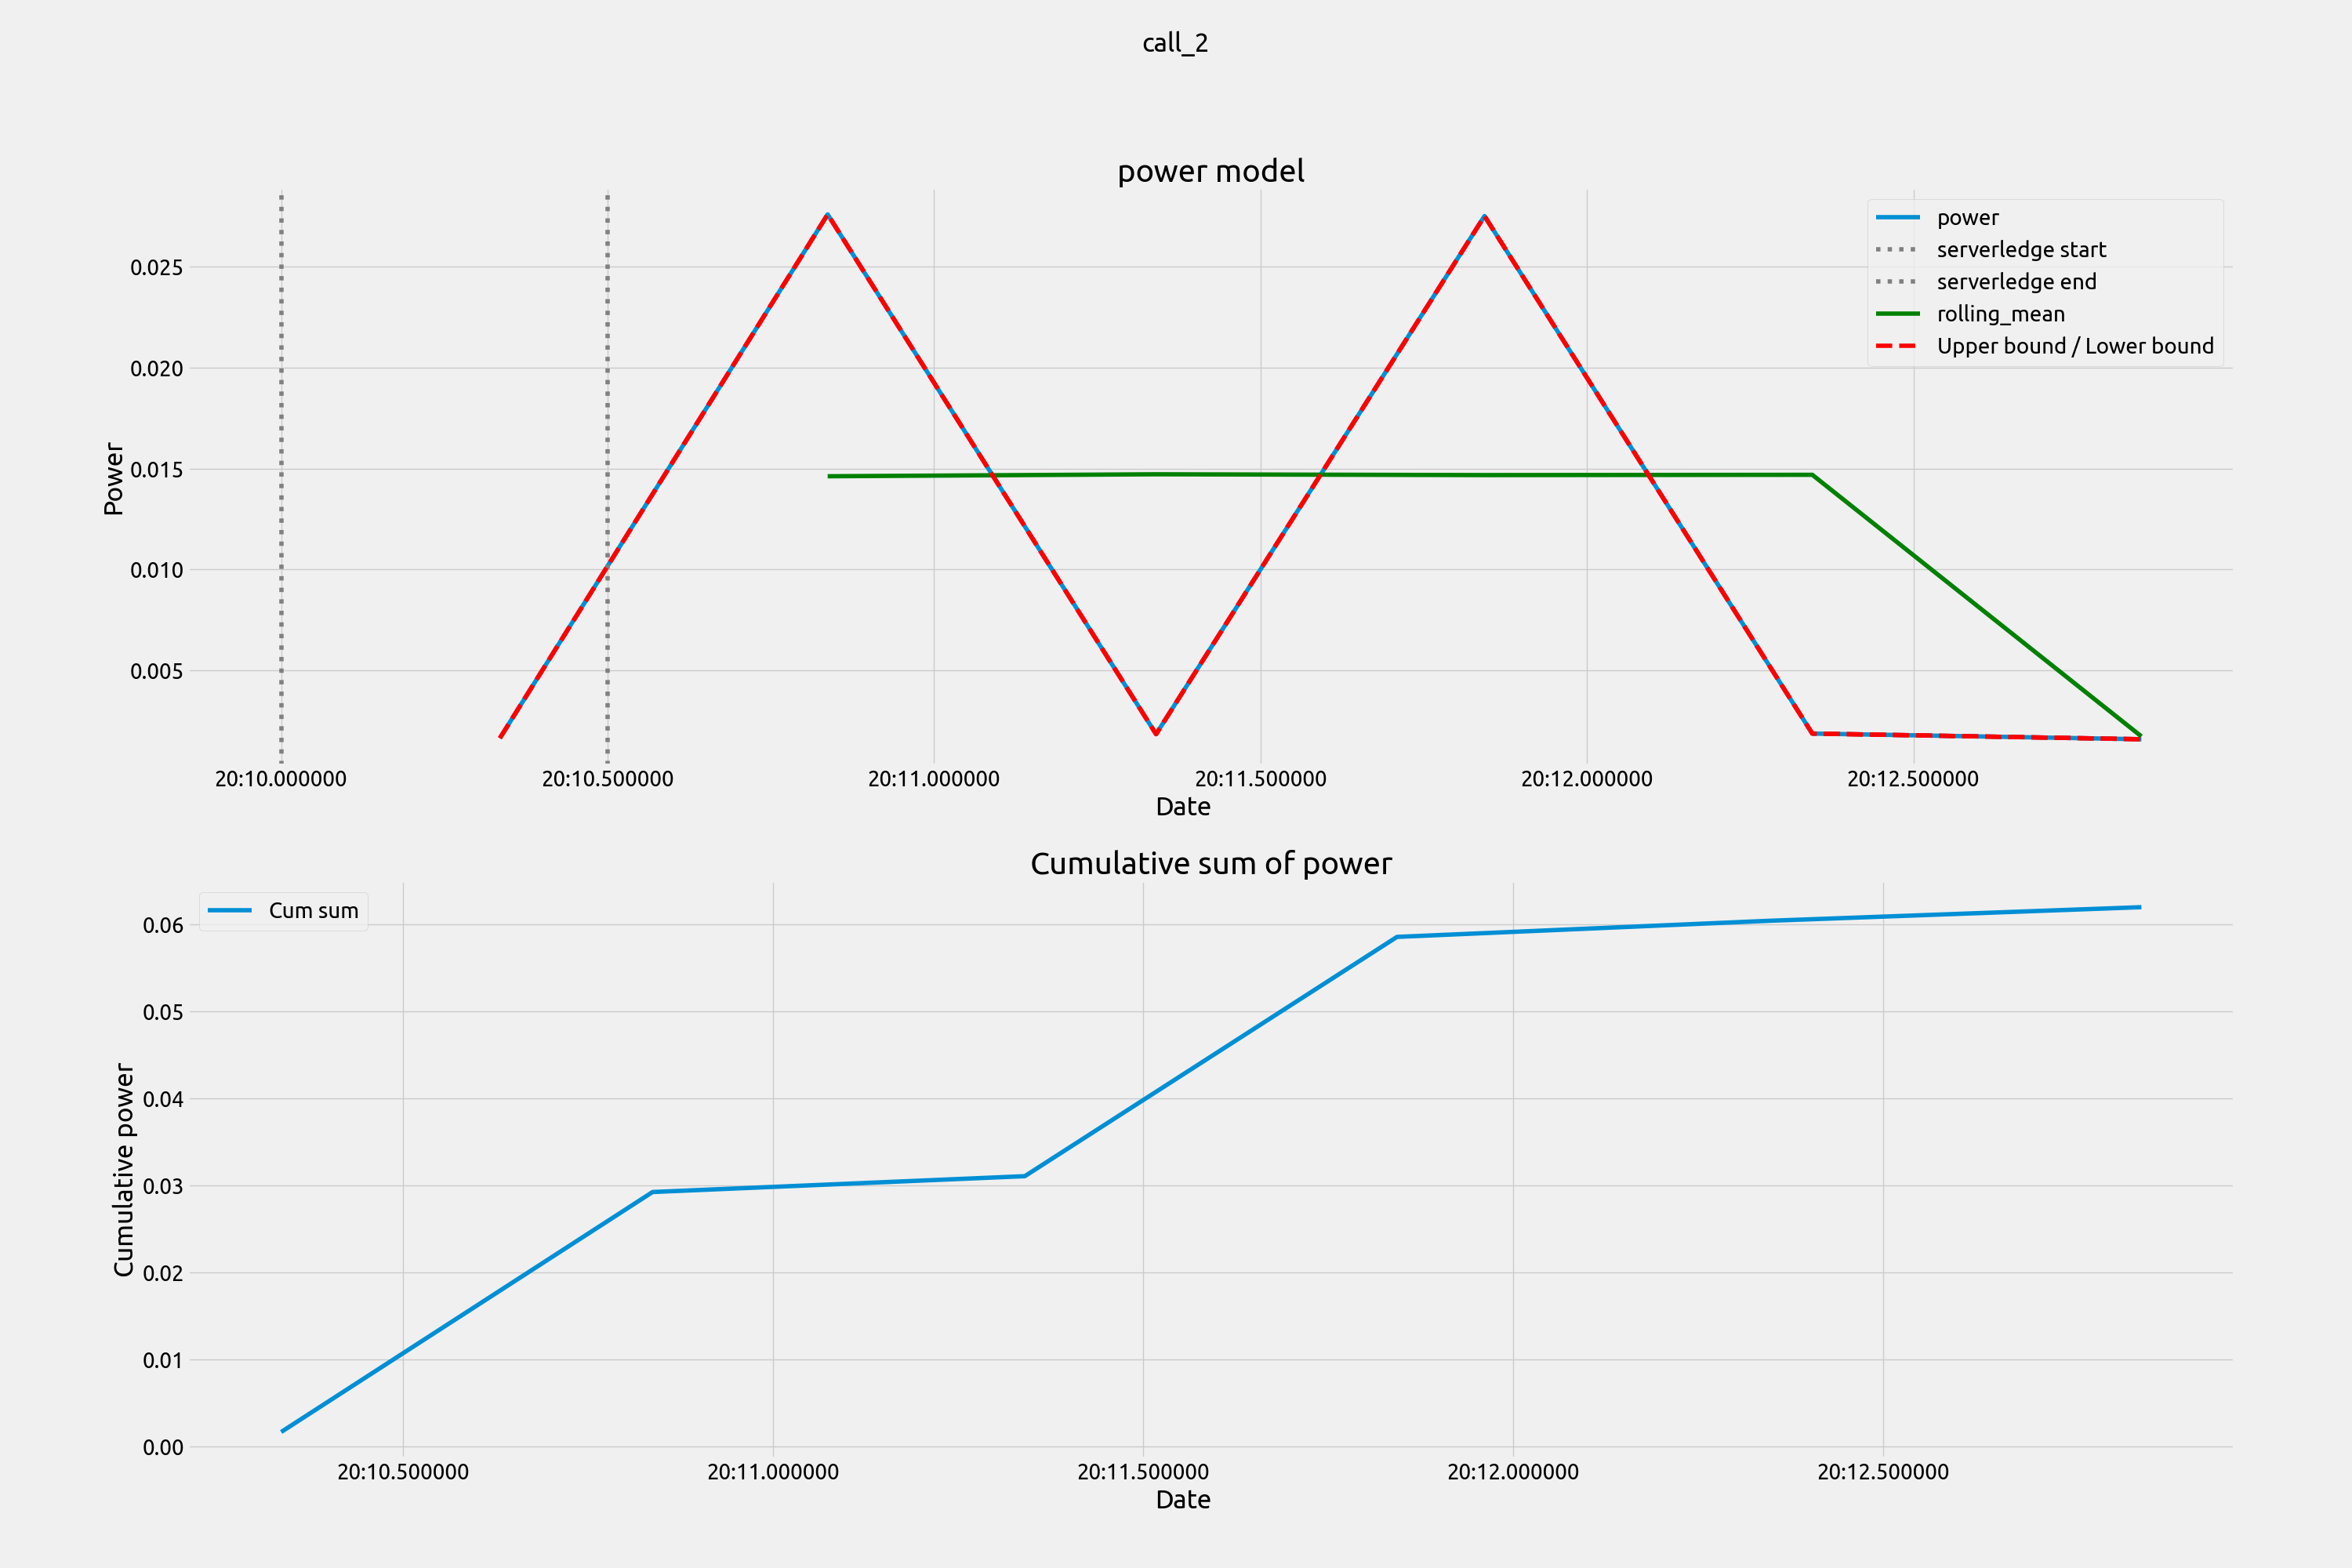 call_2
power model
power
serverledge start
serverledge end
rolling_mean
Upper bound / Lower bound
0.025
0.020
0.015
0.010
0.005
Power
20:10.000000 20:10.500000 20:11.000000 20:11.500000 20:12.000000 20:12.500000
Date
Cumulative sum of power
Cum sum
0.06
0.05
0.04
0.03
0.02
0.01
0.00
Cumulative power
20:10.500000 20:11.000000 20:11.500000 20:12.000000 20:12.500000
Date